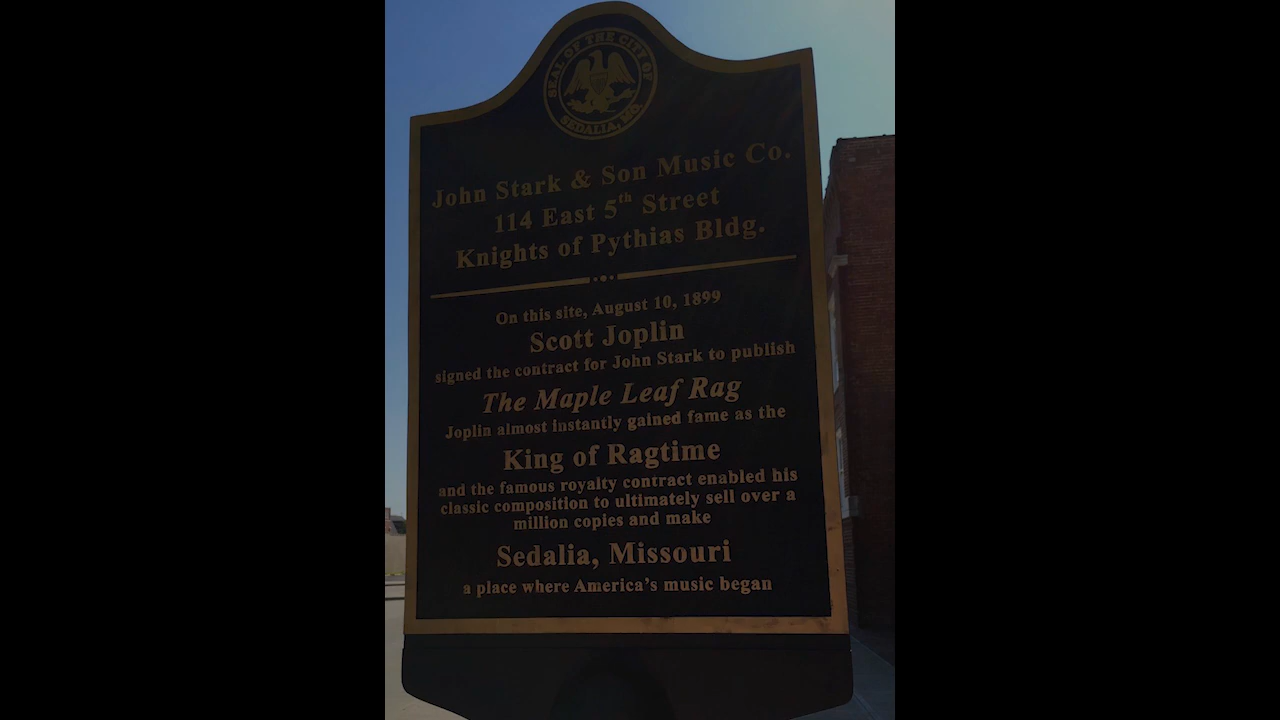 SEAL OF THE CITY OF
SEDALIA, MO.
John Stark & Son Music Co.
114 East 5th Street
Knights of Pythias Bldg.
On this site, August 10, 1899
Scott Joplin
signed the contract for John Stark to publish
The Maple Leaf Rag
Joplin almost instantly gained fame as the
King of Ragtime
and the famous royalty contract enabled his
classic composition to ultimately sell over a
million copies and make
Sedalia, Missouri
a place where America's music began